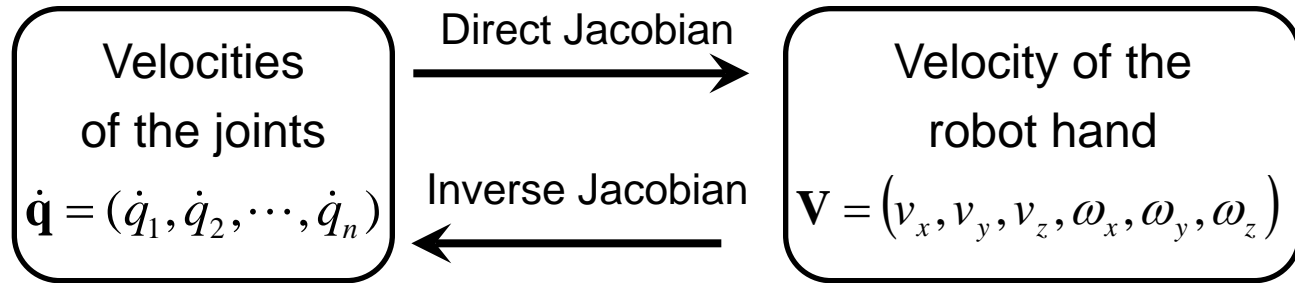 Velocities
of the joints
q̇ = (q̇₁, q̇₂, ⋯, q̇ₙ)
Direct Jacobian
Inverse Jacobian
Velocity of the
robot hand
V = (vₓ, v_y, v_z, ωₓ, ω_y, ω_z)